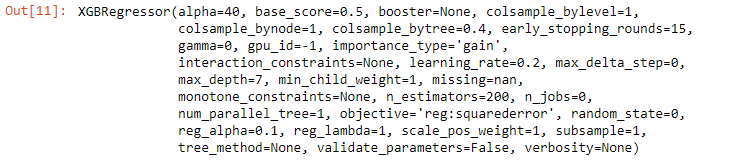 Out[11]: XGBRegressor(alpha=40, base_score=0.5, booster=None, colsample_bylevel=1,
colsample_bynode=1, colsample_bytree=0.4, early_stopping_rounds=15,
gamma=0, gpu_id=-1, importance_type='gain',
interaction_constraints=None, learning_rate=0.2, max_delta_step=0,
max_depth=7, min_child_weight=1, missing=nan,
monotone_constraints=None, n_estimators=200, n_jobs=0,
num_parallel_tree=1, objective='reg:squarederror', random_state=0,
reg_alpha=0.1, reg_lambda=1, scale_pos_weight=1, subsample=1,
tree_method=None, validate_parameters=False, verbosity=None)